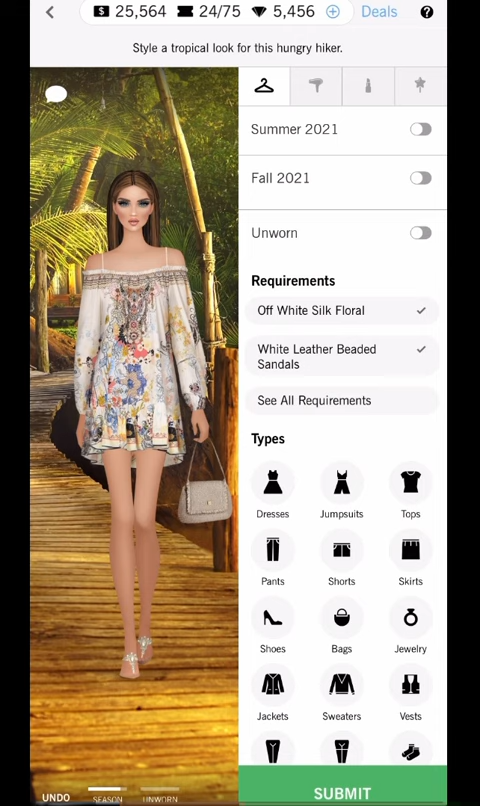 $ 25,564 24/75 5,456 Deals ?
Style a tropical look for this hungry hiker.
Summer 2021
Fall 2021
Unworn
Requirements
Off White Silk Floral
White Leather Beaded
Sandals
See All Requirements
Types
Dresses Jumpsuits Tops
Pants Shorts Skirts
Shoes Bags Jewelry
Jackets Sweaters Vests
UNDO SEASON UNWORN
SUBMIT